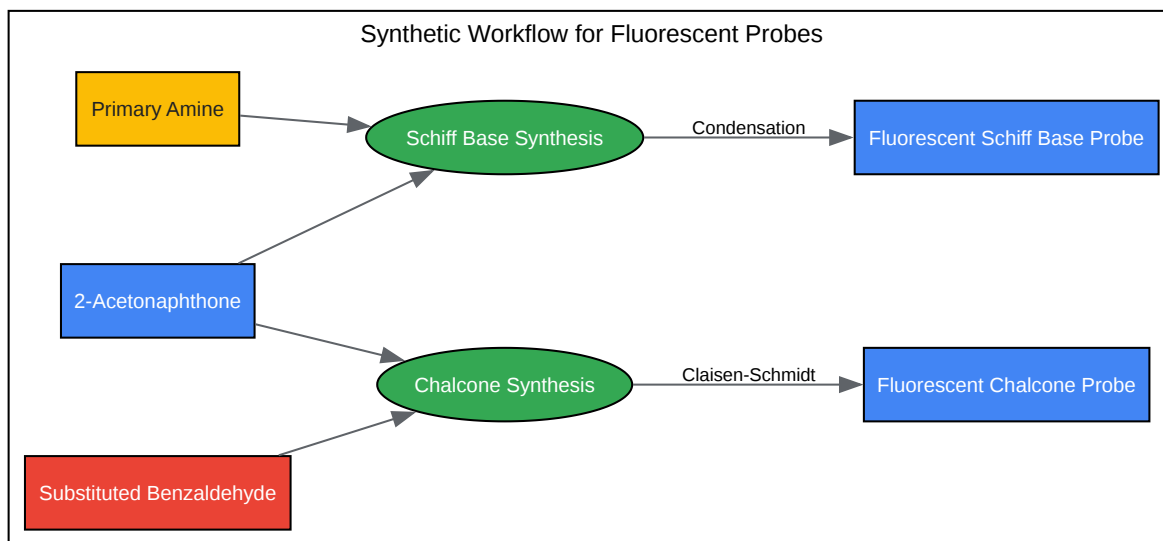 Synthetic Workflow for Fluorescent Probes
Primary Amine
Schiff Base Synthesis
Condensation
Fluorescent Schiff Base Probe
2-Acetonaphthone
Chalcone Synthesis
Claisen-Schmidt
Fluorescent Chalcone Probe
Substituted Benzaldehyde